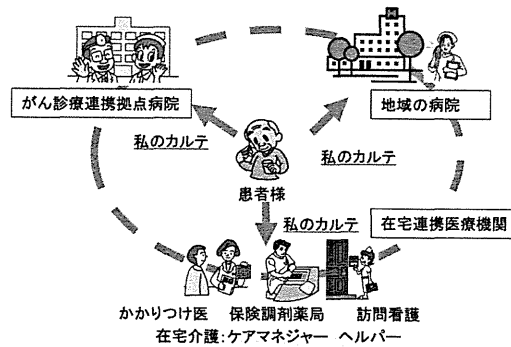 がん診療連携拠点病院
地域の病院
私のカルテ
私のカルテ
患者様
私のカルテ
在宅連携医療機関
かかりつけ医 保険調剤薬局 訪問看護
在宅介護:ケアマネジャー ヘルパー